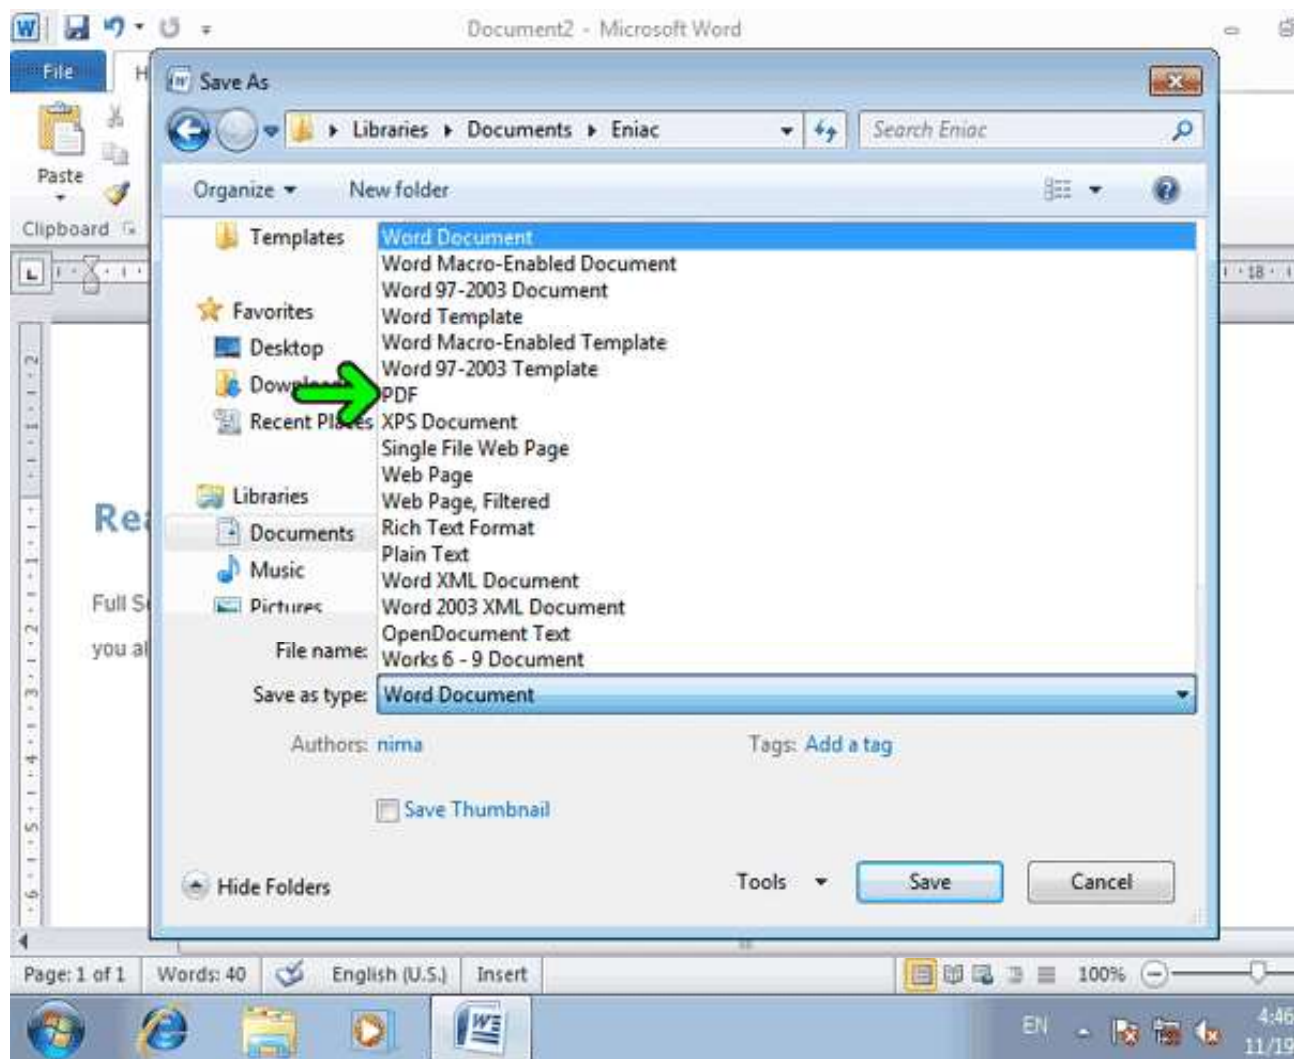 Document2 - Microsoft Word
File
Save As
Libraries Documents Eniac
Search Eniac
Paste
Organize
New folder
Clipboard
Templates
Word Document
Word Macro-Enabled Document
Word 97-2003 Document
Favorites
Word Template
Desktop
Word Macro-Enabled Template
Word 97-2003 Template
PDF
Recent Places
XPS Document
Single File Web Page
Web Page
Libraries
Web Page, Filtered
Documents
Rich Text Format
Plain Text
Music
Word XML Document
Pictures
Word 2003 XML Document
Full
OpenDocument Text
you
File name:
Works 6 - 9 Document
Save as type:
Word Document
Authors: nima
Tags: Add a tag
Save Thumbnail
Hide Folders
Tools
Save
Cancel
Page: 1 of 1
Words: 40
English (U.S.)
Insert
100%
EN
4:46
11/19